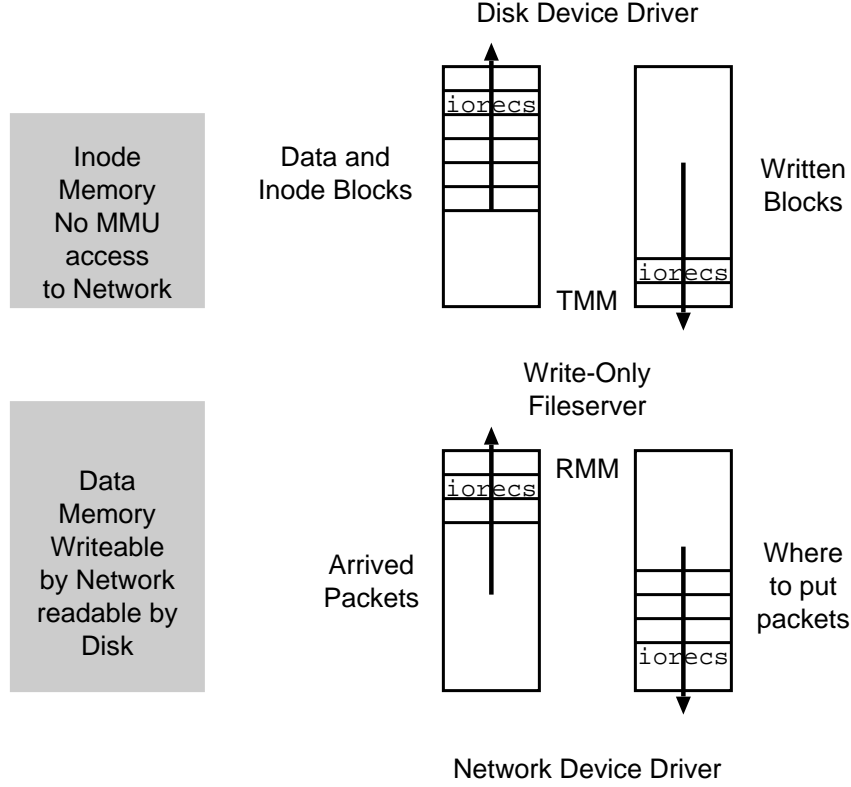 Disk Device Driver
iorecs
Inode
Memory
No MMU
access
to Network
Data and
Inode Blocks
Written
Blocks
iorecs
TMM
Write-Only
Fileserver
RMM
iorecs
Data
Memory
Writeable
by Network
readable by
Disk
Arrived
Packets
Where
to put
packets
iorecs
Network Device Driver